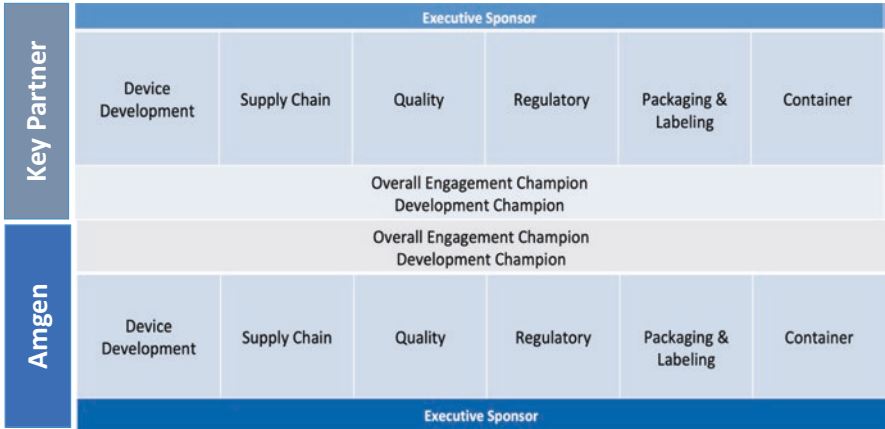 Key Partner
Executive Sponsor
Device
Development
Supply Chain
Quality
Regulatory
Packaging &
Labeling
Container
Overall Engagement Champion
Development Champion
Amgen
Overall Engagement Champion
Development Champion
Device
Development
Supply Chain
Quality
Regulatory
Packaging &
Labeling
Container
Executive Sponsor